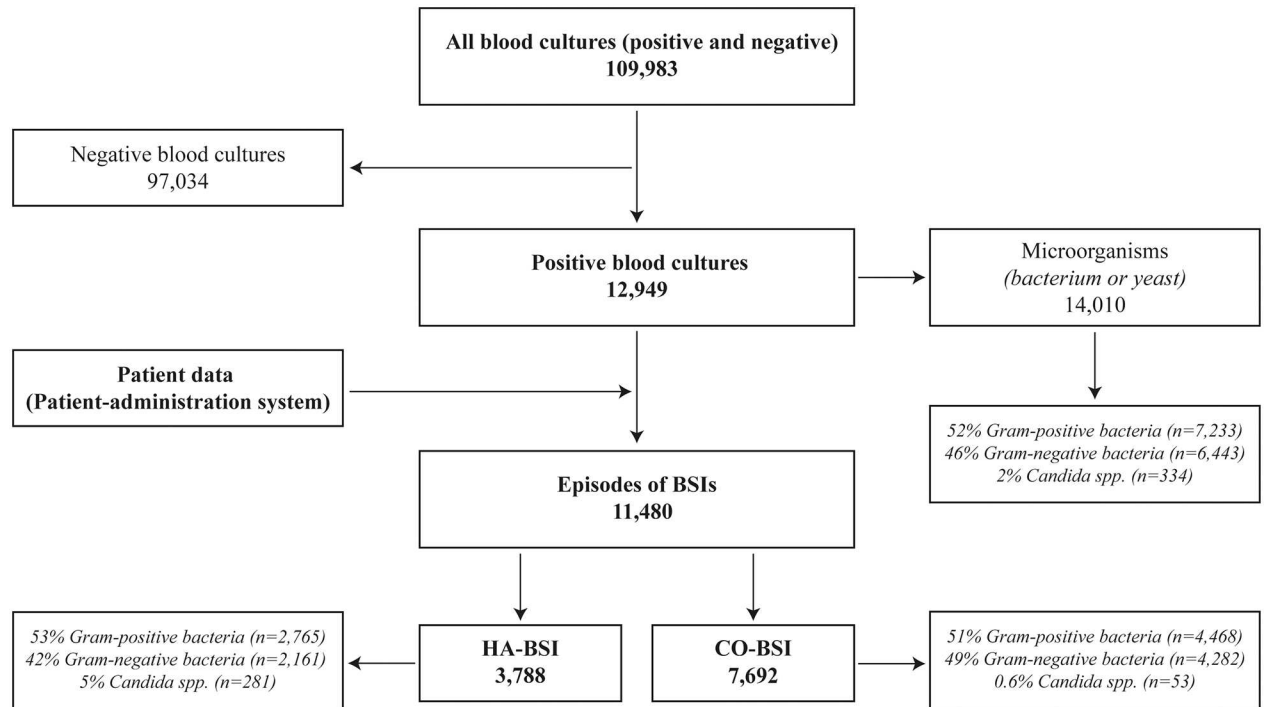 All blood cultures (positive and negative)
109,983
Negative blood cultures
97,034
Positive blood cultures
12,949
Microorganisms
(bacterium or yeast)
14,010
Patient data
(Patient-administration system)
52% Gram-positive bacteria (n=7,233)
46% Gram-negative bacteria (n=6,443)
2% Candida spp. (n=334)
Episodes of BSIs
11,480
53% Gram-positive bacteria (n=2,765)
42% Gram-negative bacteria (n=2,161)
5% Candida spp. (n=281)
HA-BSI
3,788
CO-BSI
7,692
51% Gram-positive bacteria (n=4,468)
49% Gram-negative bacteria (n=4,282)
0.6% Candida spp. (n=53)